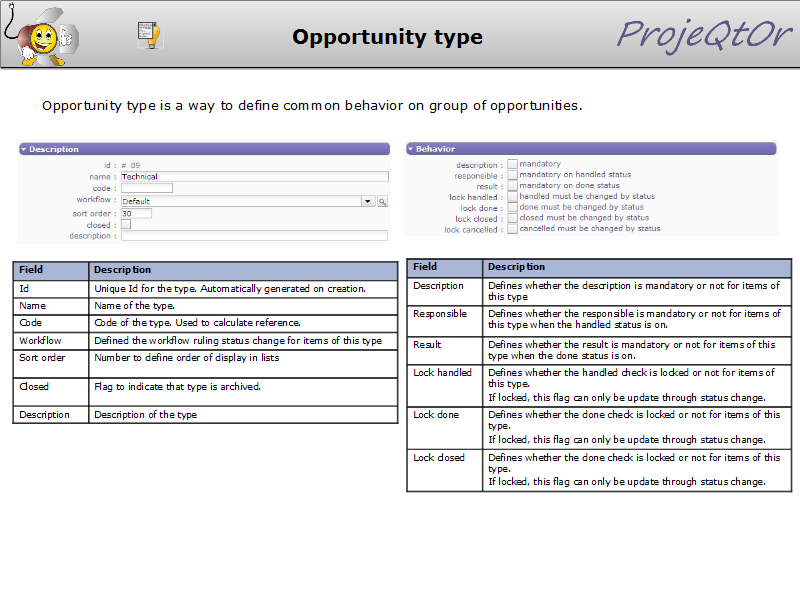 Opportunity type
ProjeQtOr
Opportunity type is a way to define common behavior on group of opportunities.
Description
id : # 89
name : Technical
code :
workflow : Default
sort order : 30
closed :
description :
Field Description
Id Unique Id for the type. Automatically generated on creation.
Name Name of the type.
Code Code of the type. Used to calculate reference.
Workflow Defined the workflow ruling status change for items of this type
Sort order Number to define order of display in lists
Closed Flag to indicate that type is archived.
Description Description of the type
Behavior
description : mandatory
responsible : mandatory on handled status
result : mandatory on done status
lock handled : handled must be changed by status
lock done : done must be changed by status
lock closed : closed must be changed by status
lock cancelled : cancelled must be changed by status
Field Description
Description Defines whether the description is mandatory or not for items of
this type
Responsible Defines whether the responsible is mandatory or not for items of
this type when the handled status is on.
Result Defines whether the result is mandatory or not for items of this
type when the done status is on.
Lock handled Defines whether the handled check is locked or not for items of
this type.
If locked, this flag can only be update through status change.
Lock done Defines whether the done check is locked or not for items of this
type.
If locked, this flag can only be update through status change.
Lock closed Defines whether the done check is locked or not for items of this
type.
If locked, this flag can only be update through status change.